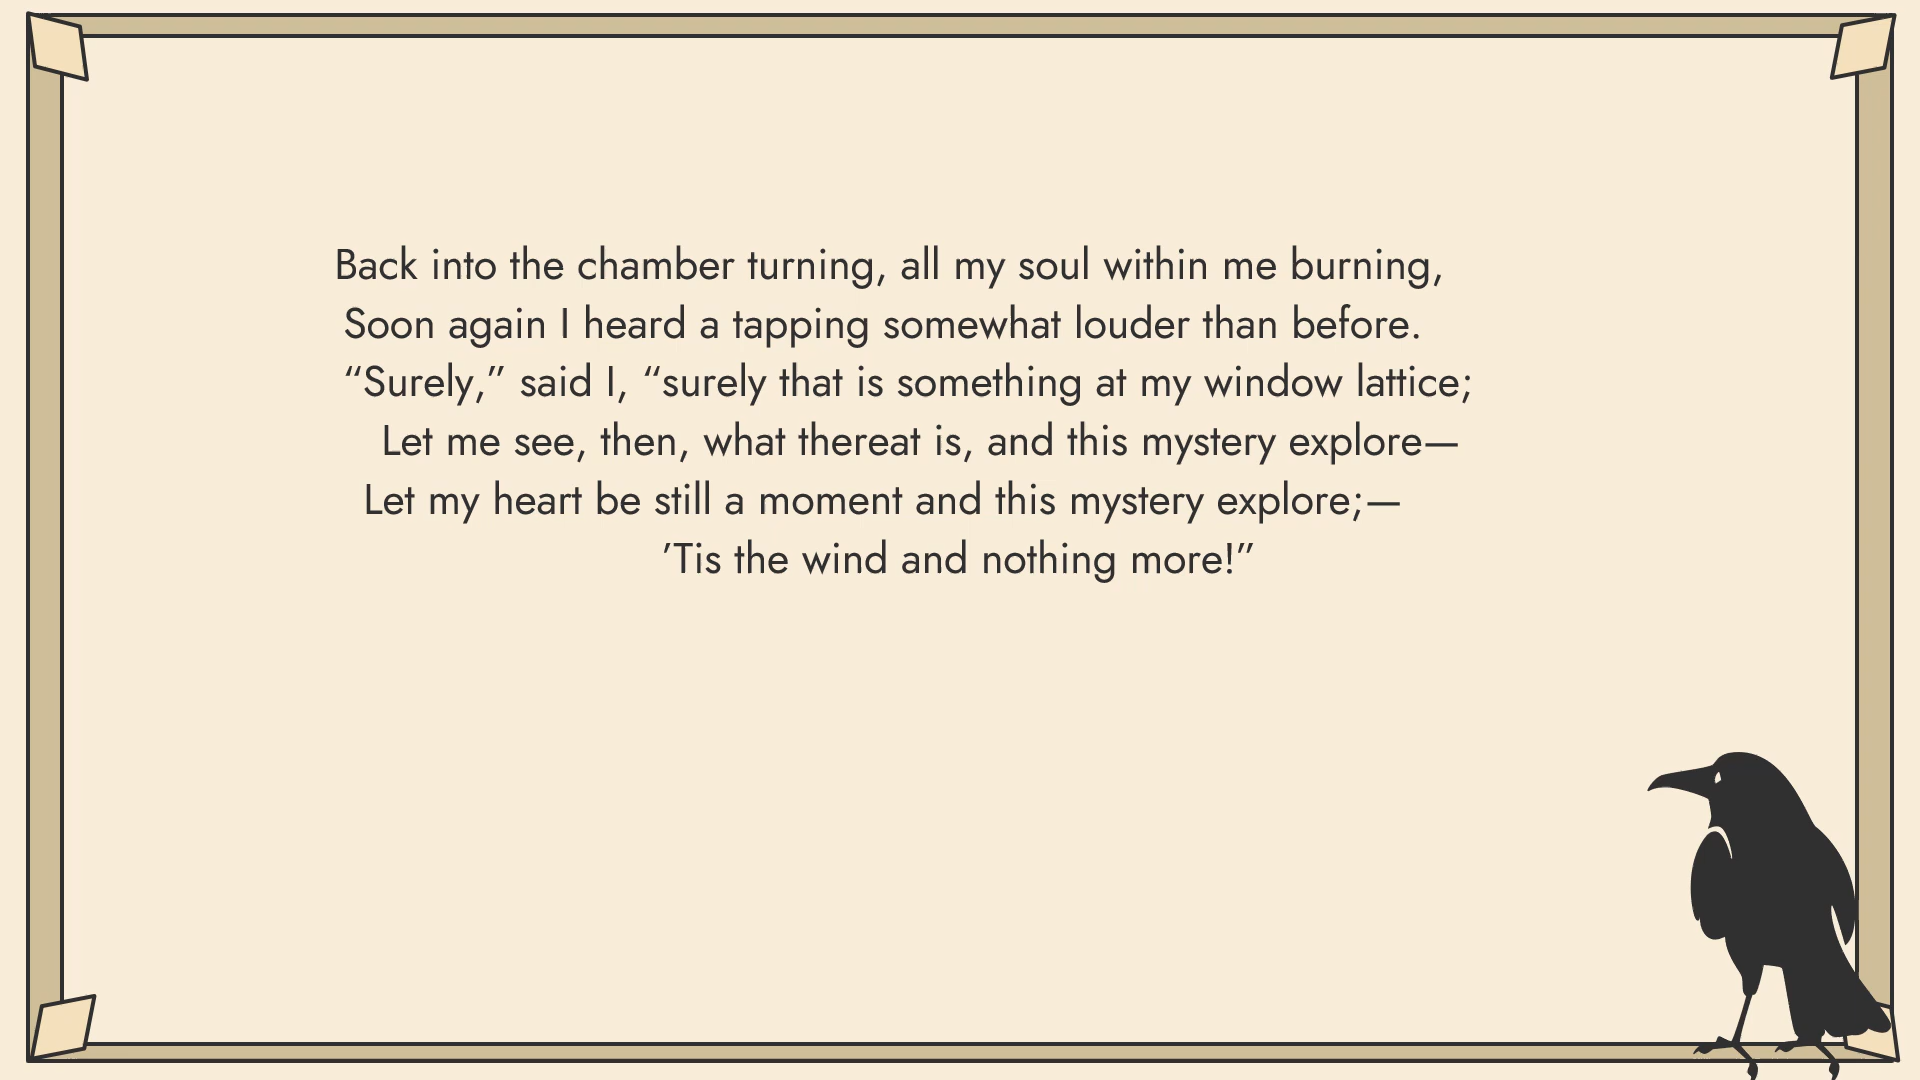 Back into the chamber turning, all my soul within me burning,
Soon again I heard a tapping somewhat louder than before.
“Surely,” said I, “surely that is something at my window lattice;
Let me see, then, what thereat is, and this mystery explore—
Let my heart be still a moment and this mystery explore;—
’Tis the wind and nothing more!”